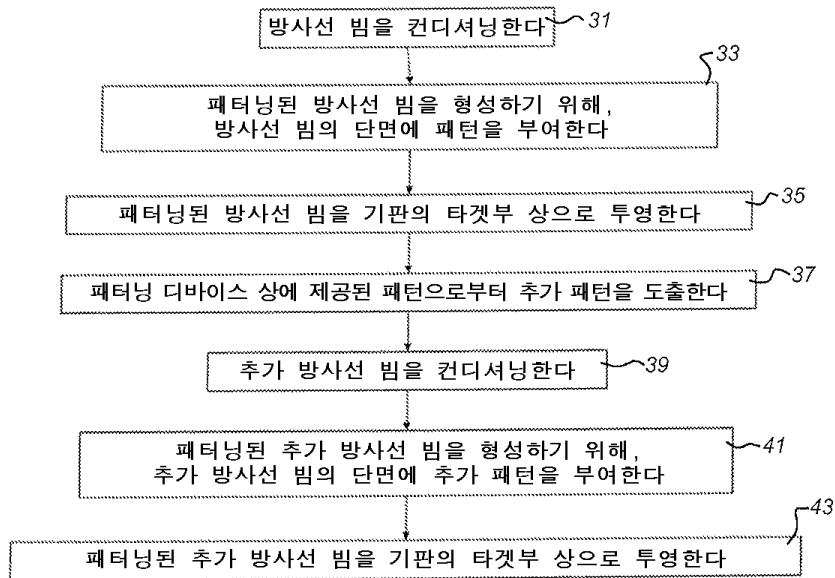 방사선 빔을 컨디셔닝한다
31
33
패터닝된 방사선 빔을 형성하기 위해,
방사선 빔의 단면에 패턴을 부여한다
패터닝된 방사선 빔을 기판의 타겟부 상으로 투영한다
35
패터닝 디바이스 상에 제공된 패턴으로부터 추가 패턴을 도출한다
37
추가 방사선 빔을 컨디셔닝한다
39
패터닝된 추가 방사선 빔을 형성하기 위해,
추가 방사선 빔의 단면에 추가 패턴을 부여한다
41
43
패터닝된 추가 방사선 빔을 기판의 타겟부 상으로 투영한다